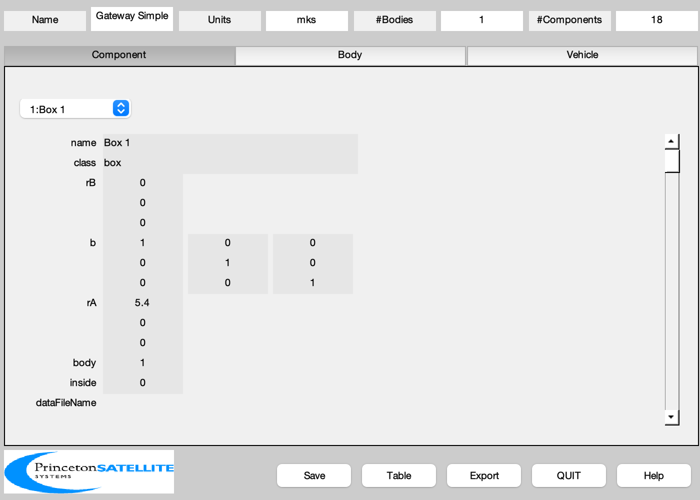 Name Gateway Simple Units mks #Bodies 1 #Components 18
Component Body Vehicle
1:Box 1
name Box 1
class box
rB 0
0
0
b 1 0 0
0 1 0
0 0 1
rA 5.4
0
0
body 1
inside 0
dataFileName
PrincetonSATELLITE
SYSTEMS
Save Table Export QUIT Help